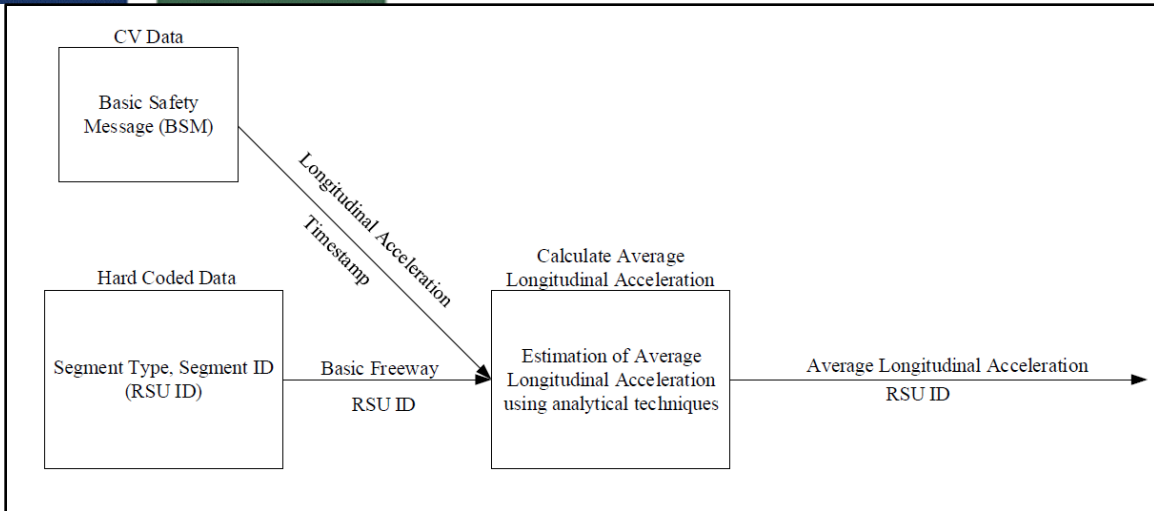 CV Data
Basic Safety
Message (BSM)
Longitudinal Acceleration
Timestamp
Hard Coded Data
Segment Type, Segment ID
(RSU ID)
Basic Freeway
RSU ID
Calculate Average
Longitudinal Acceleration
Estimation of Average
Longitudinal Acceleration
using analytical techniques
Average Longitudinal Acceleration
RSU ID